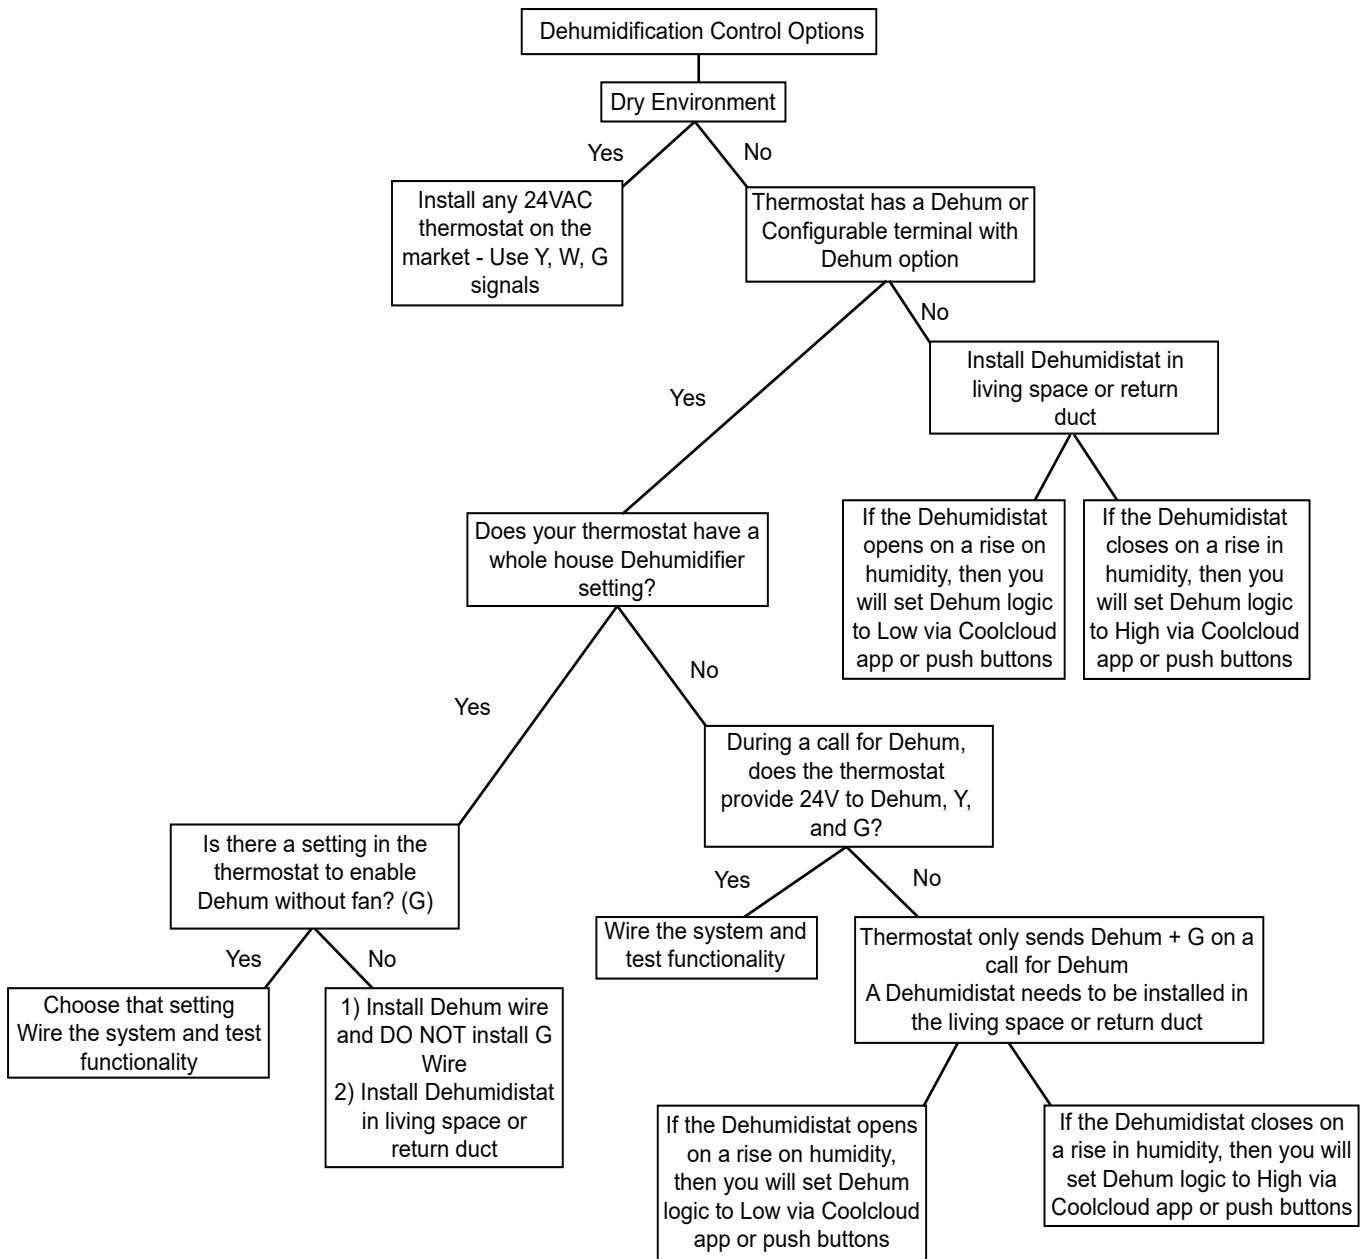 Dehumidification Control Options
Dry Environment
Yes
No
Install any 24VAC
thermostat on the
market - Use Y, W, G
signals
Thermostat has a Dehum or
Configurable terminal with
Dehum option
No
Install Dehumidistat in
living space or return
duct
Yes
If the Dehumidistat
opens on a rise on
humidity, then you
will set Dehum logic
to Low via Coolcloud
app or push buttons
If the Dehumidistat
closes on a rise in
humidity, then you
will set Dehum logic
to High via Coolcloud
app or push buttons
Does your thermostat have a
whole house Dehumidifier
setting?
Yes
No
During a call for Dehum,
does the thermostat
provide 24V to Dehum, Y,
and G?
Is there a setting in the
thermostat to enable
Dehum without fan? (G)
Yes
No
Yes
No
Choose that setting
Wire the system and test
functionality
1) Install Dehum wire
and DO NOT install G
Wire
2) Install Dehumidistat
in living space or
return duct
Wire the system and
test functionality
Thermostat only sends Dehum + G on a
call for Dehum
A Dehumidistat needs to be installed in
the living space or return duct
If the Dehumidistat opens
on a rise on humidity,
then you will set Dehum
logic to Low via Coolcloud
app or push buttons
If the Dehumidistat closes on
a rise in humidity, then you will
set Dehum logic to High via
Coolcloud app or push buttons